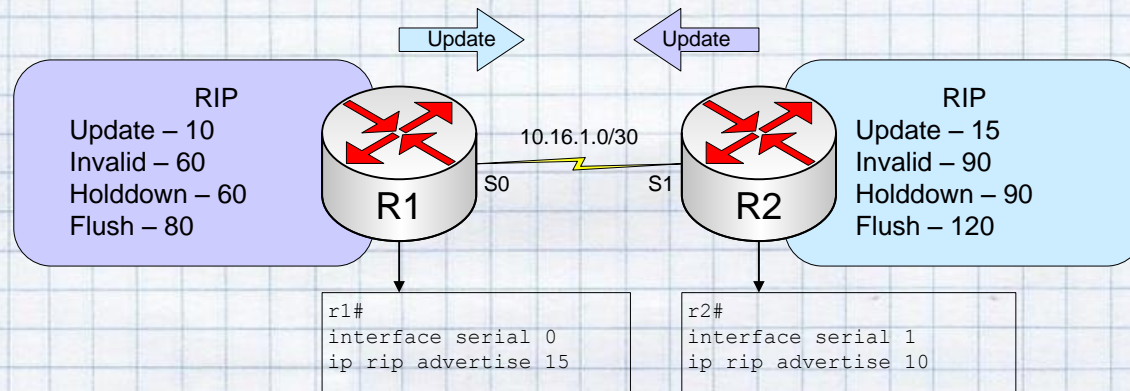 Update
Update
RIP
Update – 10
Invalid – 60
Holddown – 60
Flush – 80
R1
S0
10.16.1.0/30
S1
R2
RIP
Update – 15
Invalid – 90
Holddown – 90
Flush – 120
r1#
interface serial 0
ip rip advertise 15
r2#
interface serial 1
ip rip advertise 10